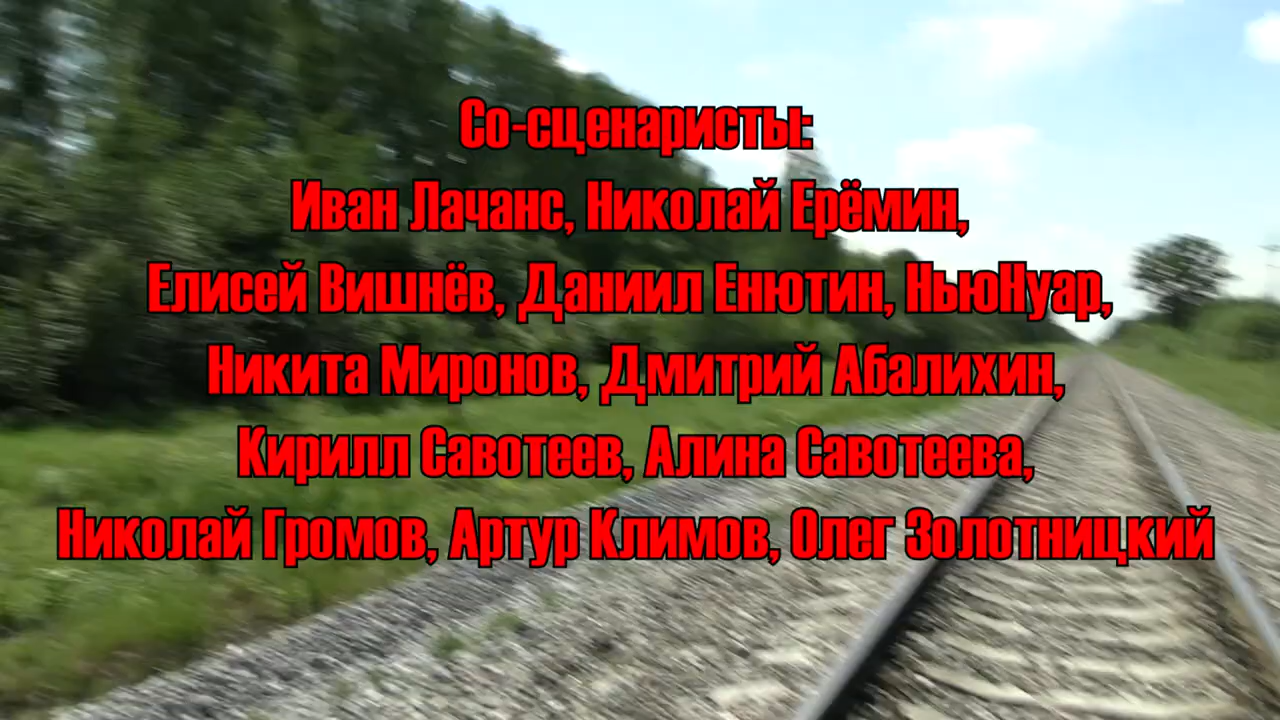 Со-сценаристы:
Иван Лачанс, Николай Ерёмин,
Елисей Вишнёв, Даниил Енютин, НьюНуар,
Никита Миронов, Дмитрий Абалихин,
Кирилл Савотеев, Алина Савотеева,
Николай Громов, Артур Климов, Олег Золотницкий